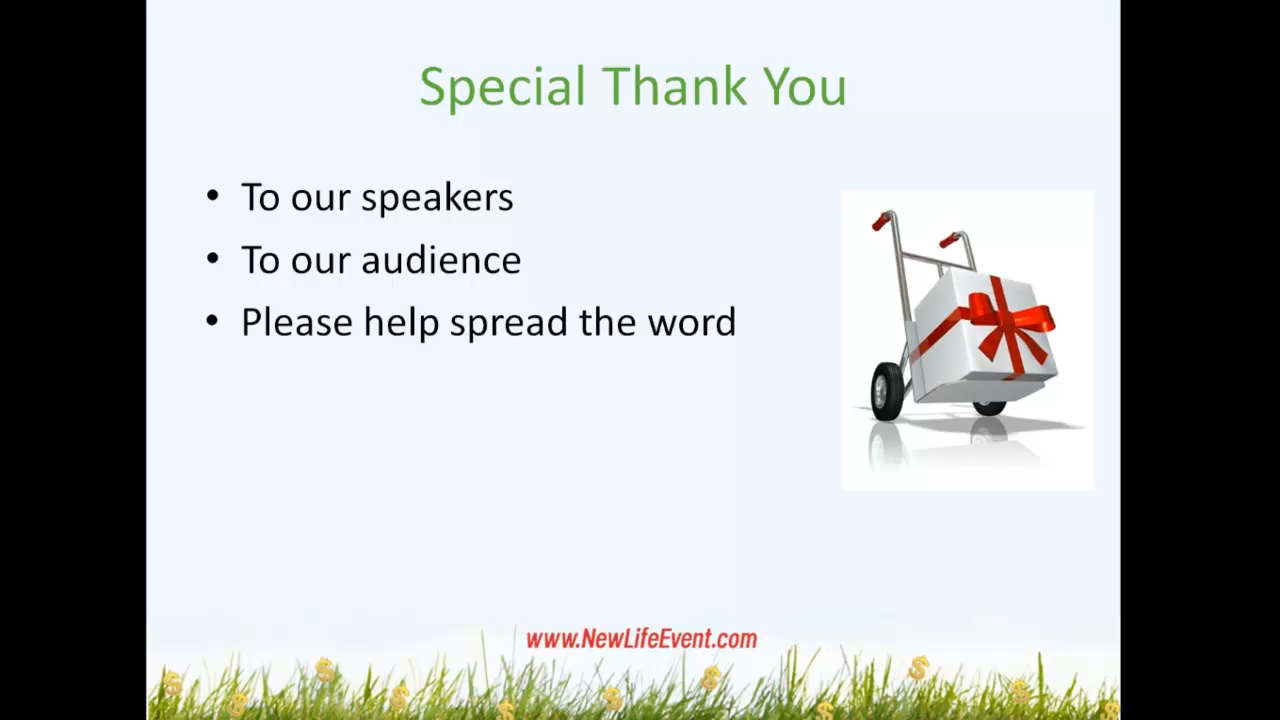 Special Thank You
• To our speakers
• To our audience
• Please help spread the word
www.NewLifeEvent.com